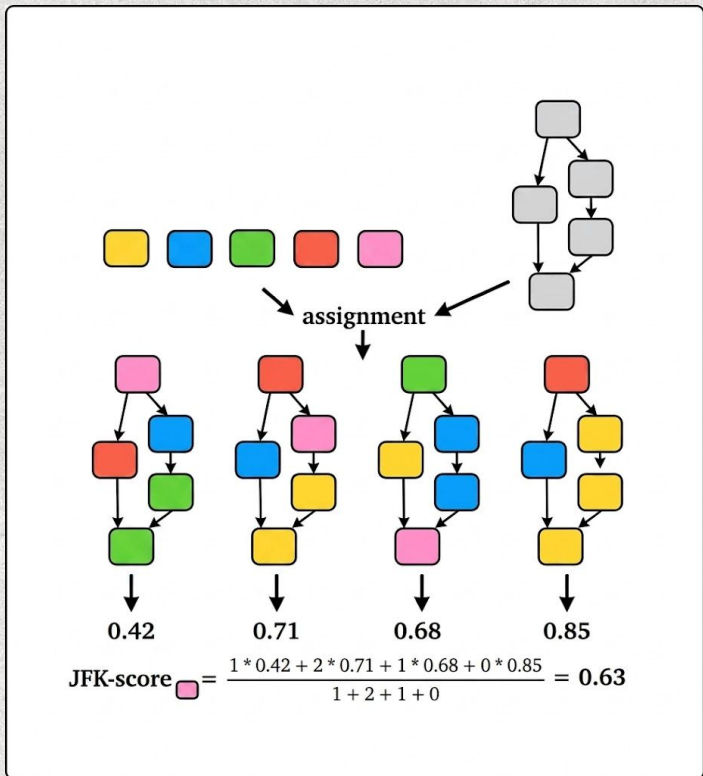 assignment
0.42 0.71 0.68 0.85
JFK-score = 1 * 0.42 + 2 * 0.71 + 1 * 0.68 + 0 * 0.85 / 1 + 2 + 1 + 0 = 0.63